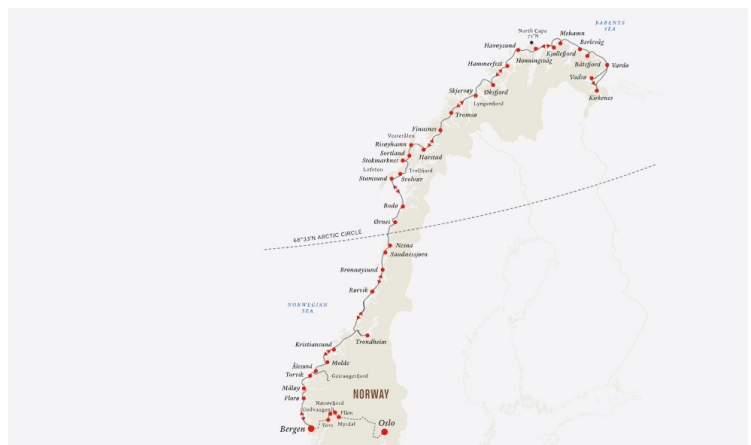 BARENTS
SEA
North Cape
71°N
Mehamn
Berlevåg
Havøysund
Kjøllefjord
Honningsvåg
Båtsfjord
Vardø
Hammerfest
Vadsø
Kirkenes
Øksfjord
Skjervøy
Lyngenfjord
Tromsø
Finnsnes
Vesterålen
Risøyhamn
Harstad
Sortland
Stokmarknes
Lofoten
Trollfjord
Stamsund
Svolvær
Bodø
Ørnes
66°33'N ARCTIC CIRCLE
Nesna
Sandnessjøen
Brønnøysund
Rørvik
NORWEGIAN
SEA
Trondheim
Kristiansund
Molde
Ålesund
Torvik
Geirangerfjord
Måløy
Florø
NORWAY
Nærøyfjord
Gudvangen
Flåm
Voss
Myrdal
Bergen
Oslo